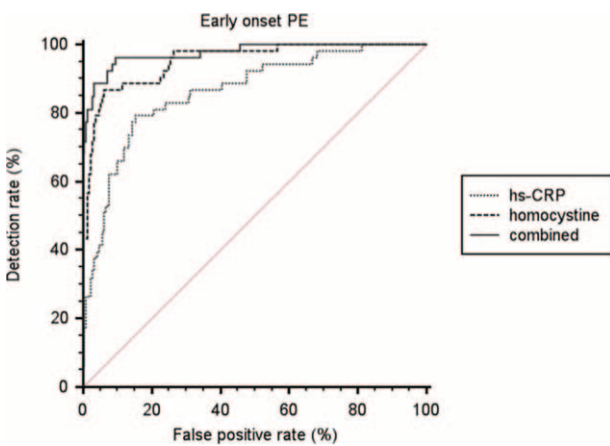 Early onset PE
Detection rate (%)
100
80
60
40
20
0
0
20
40
60
80
100
False positive rate (%)
hs-CRP
homocystine
combined